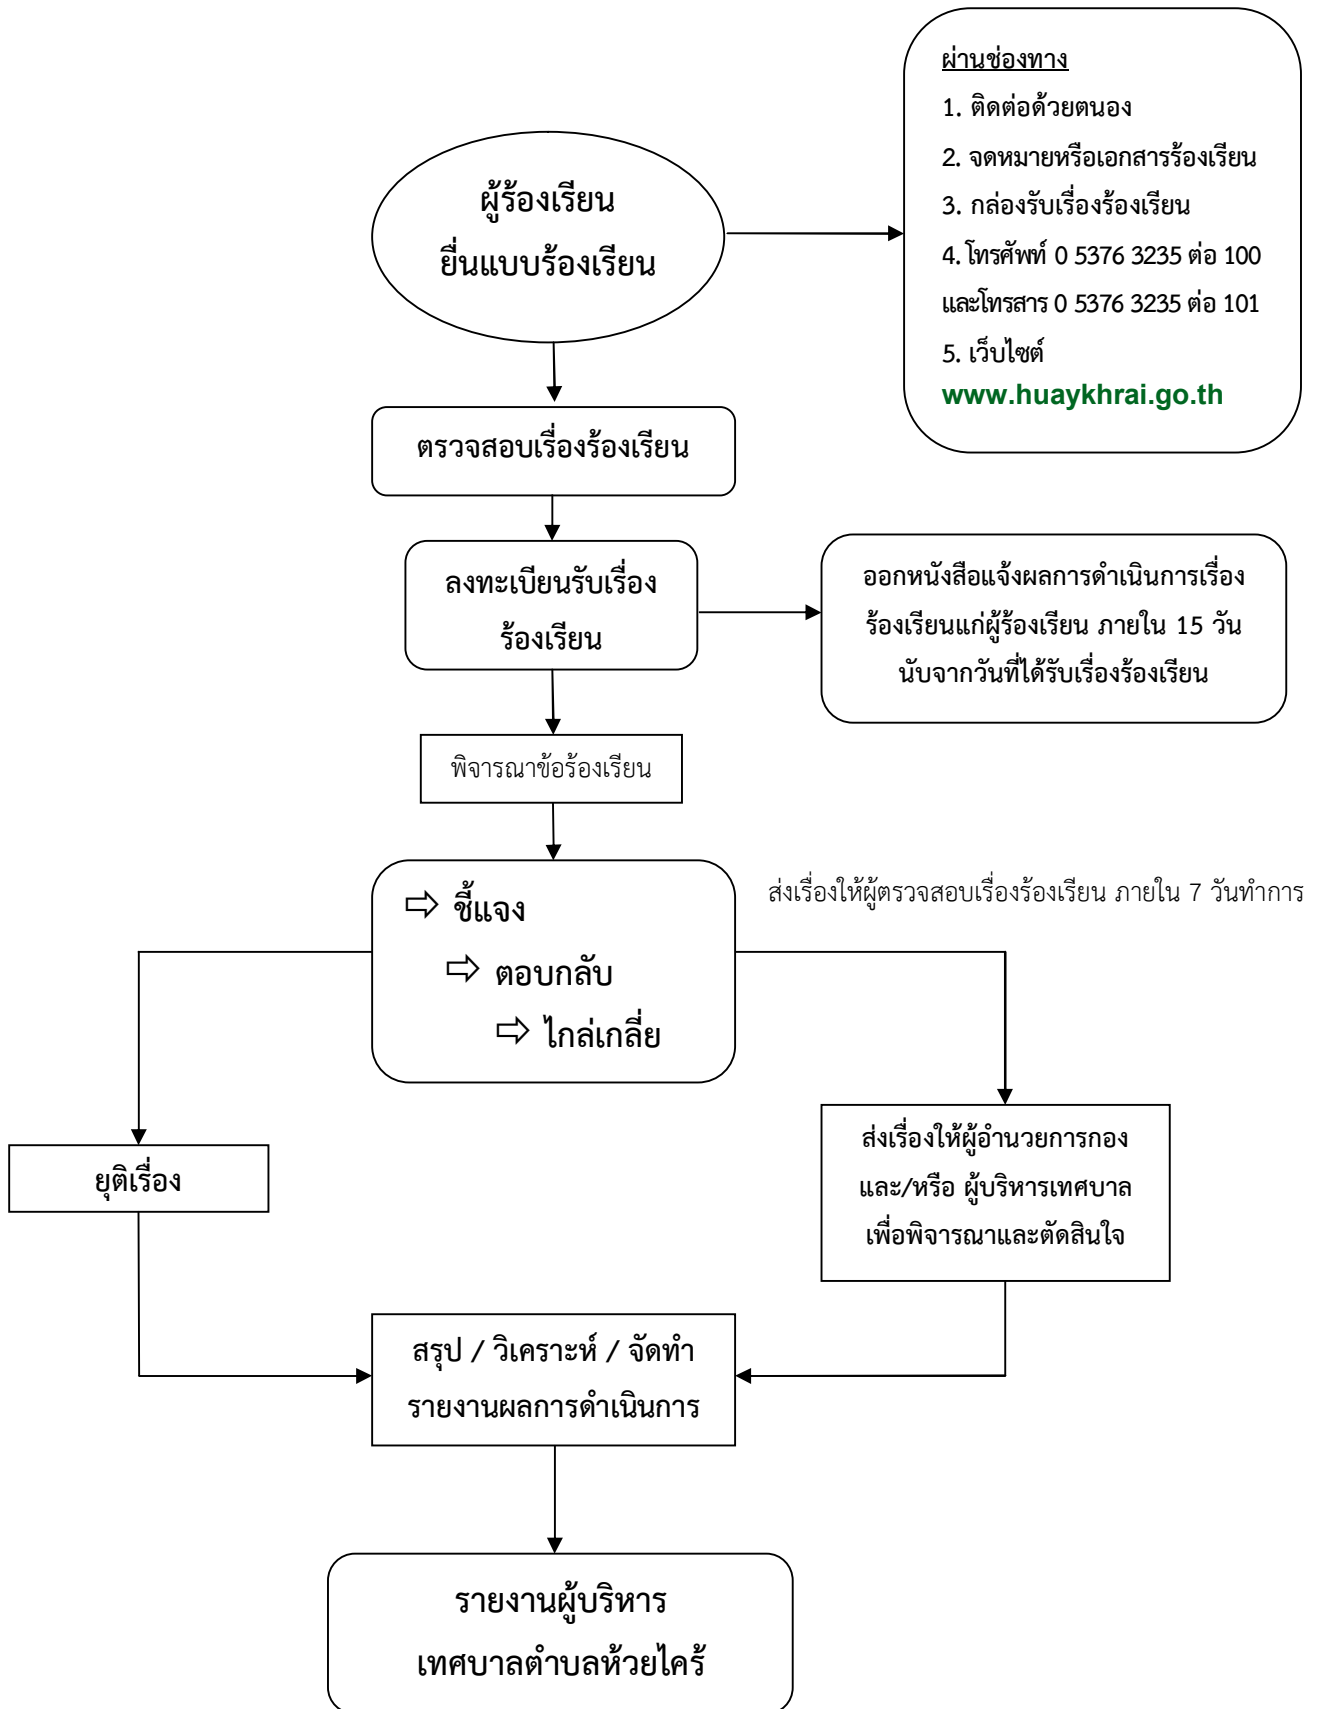 ผ่านช่องทาง
1. ติดต่อด้วยตนอง
2. จดหมายหรือเอกสารร้องเรียน
3. กล่องรับเรื่องร้องเรียน
4. โทรศัพท์ 0 5376 3235 ต่อ 100
และโทรสาร 0 5376 3235 ต่อ 101
5. เว็บไซต์
www.huaykhrai.go.th
ผู้ร้องเรียน
ยื่นแบบร้องเรียน
ตรวจสอบเรื่องร้องเรียน
ลงทะเบียนรับเรื่อง
ร้องเรียน
ออกหนังสือแจ้งผลการดำเนินการเรื่อง
ร้องเรียนแก่ผู้ร้องเรียน ภายใน 15 วัน
นับจากวันที่ได้รับเรื่องร้องเรียน
พิจารณาข้อร้องเรียน
⇨ ชี้แจง
⇨ ตอบกลับ
⇨ ไกล่เกลี่ย
ส่งเรื่องให้ผู้ตรวจสอบเรื่องร้องเรียน ภายใน 7 วันทำการ
ยุติเรื่อง
ส่งเรื่องให้ผู้อำนวยการกอง
และ/หรือ ผู้บริหารเทศบาล
เพื่อพิจารณาและตัดสินใจ
สรุป / วิเคราะห์ / จัดทำ
รายงานผลการดำเนินการ
รายงานผู้บริหาร
เทศบาลตำบลห้วยไคร้